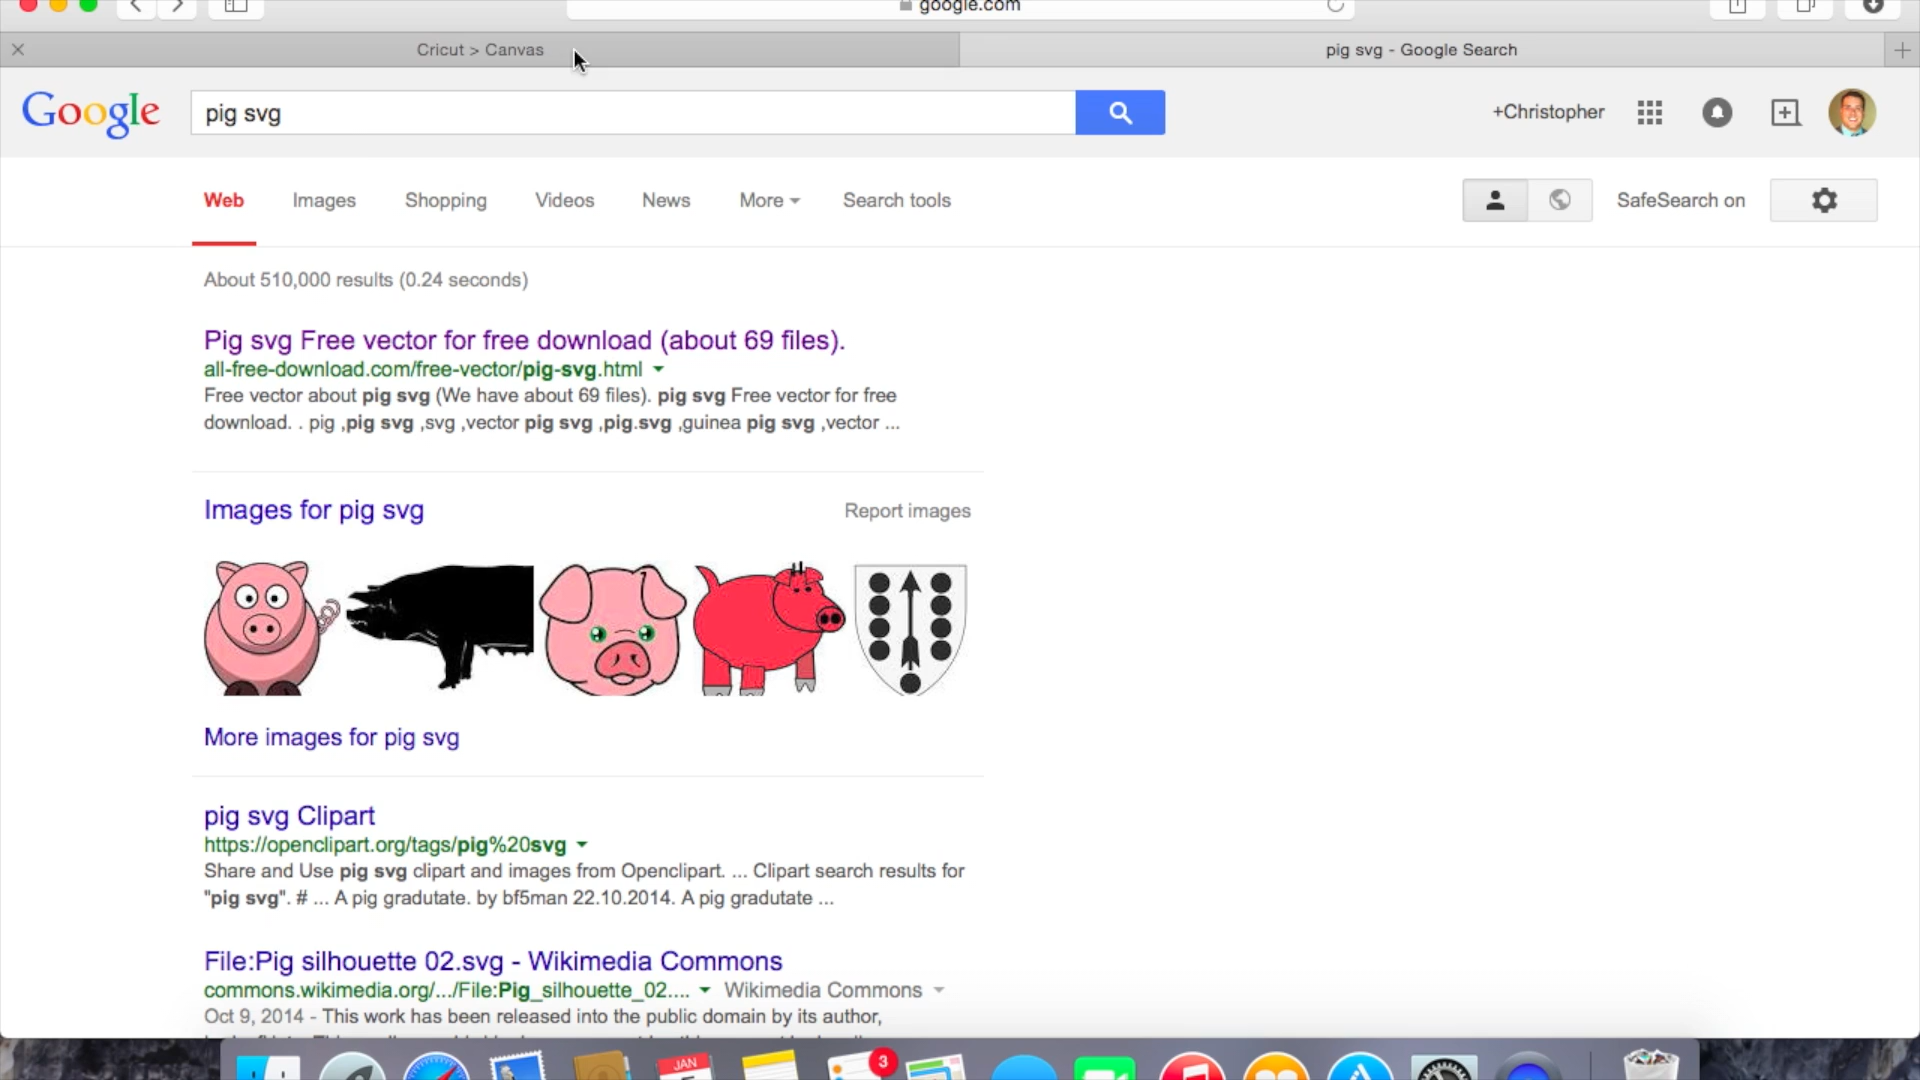 google.com
Cricut > Canvas
pig svg - Google Search
Google
pig svg
+Christopher
Web
Images
Shopping
Videos
News
More
Search tools
SafeSearch on
About 510,000 results (0.24 seconds)
Pig svg Free vector for free download (about 69 files).
all-free-download.com/free-vector/pig-svg.html
Free vector about pig svg (We have about 69 files). pig svg Free vector for free
download. . pig ,pig svg ,svg ,vector pig svg ,pig.svg ,guinea pig svg ,vector ...
Images for pig svg
Report images
More images for pig svg
pig svg Clipart
https://openclipart.org/tags/pig%20svg
Share and Use pig svg clipart and images from Openclipart. ... Clipart search results for
"pig svg". # ... A pig gradutate. by bf5man 22.10.2014. A pig gradutate ...
File:Pig silhouette 02.svg - Wikimedia Commons
commons.wikimedia.org/.../File:Pig_silhouette_02....
Wikimedia Commons
Oct 9, 2014 - This work has been released into the public domain by its author,
JAN
3